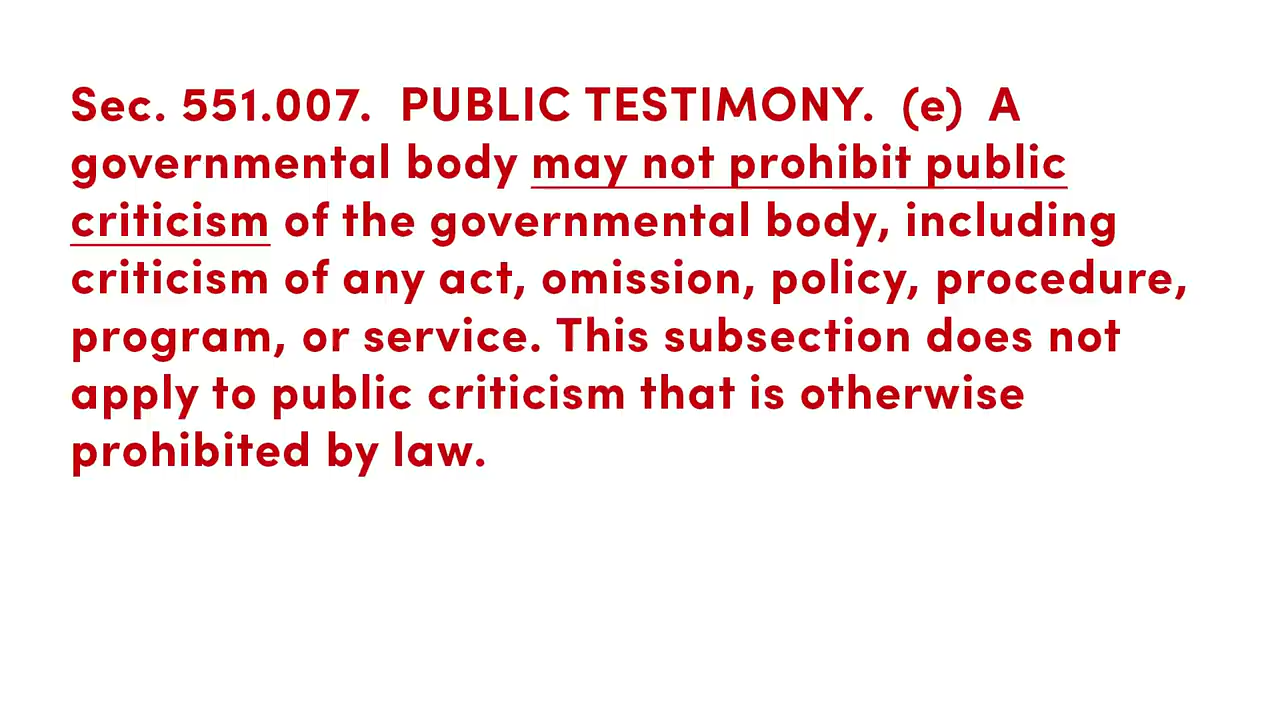 Sec. 551.007.  PUBLIC TESTIMONY.  (e)  A
governmental body may not prohibit public
criticism of the governmental body, including
criticism of any act, omission, policy, procedure,
program, or service. This subsection does not
apply to public criticism that is otherwise
prohibited by law.